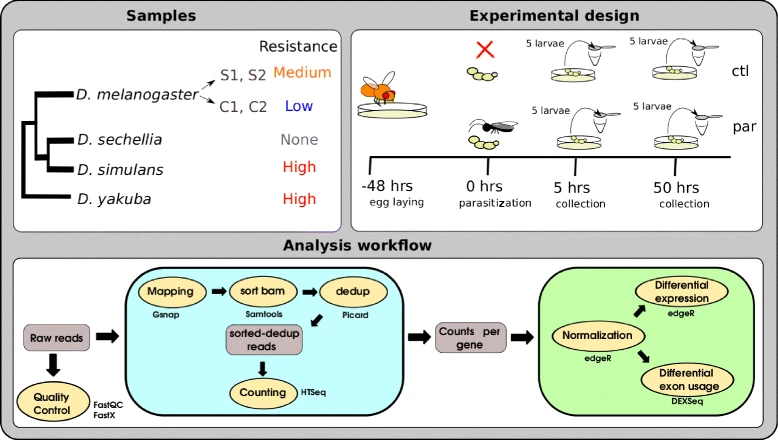 Samples
Resistance
D. melanogaster
S1, S2 Medium
C1, C2 Low
D. sechellia None
D. simulans High
D. yakuba High
Experimental design
5 larvae
5 larvae
ctl
5 larvae
5 larvae
par
-48 hrs
egg laying
0 hrs
parasitization
5 hrs
collection
50 hrs
collection
Analysis workflow
Raw reads
Quality
Control
FastQC
FastX
Mapping
Gsnap
sort bam
Samtools
dedup
Picard
sorted-dedup
reads
Counting
HTSeq
Counts per
gene
Normalization
edgeR
Differential
expression
edgeR
Differential
exon usage
DEXSeq